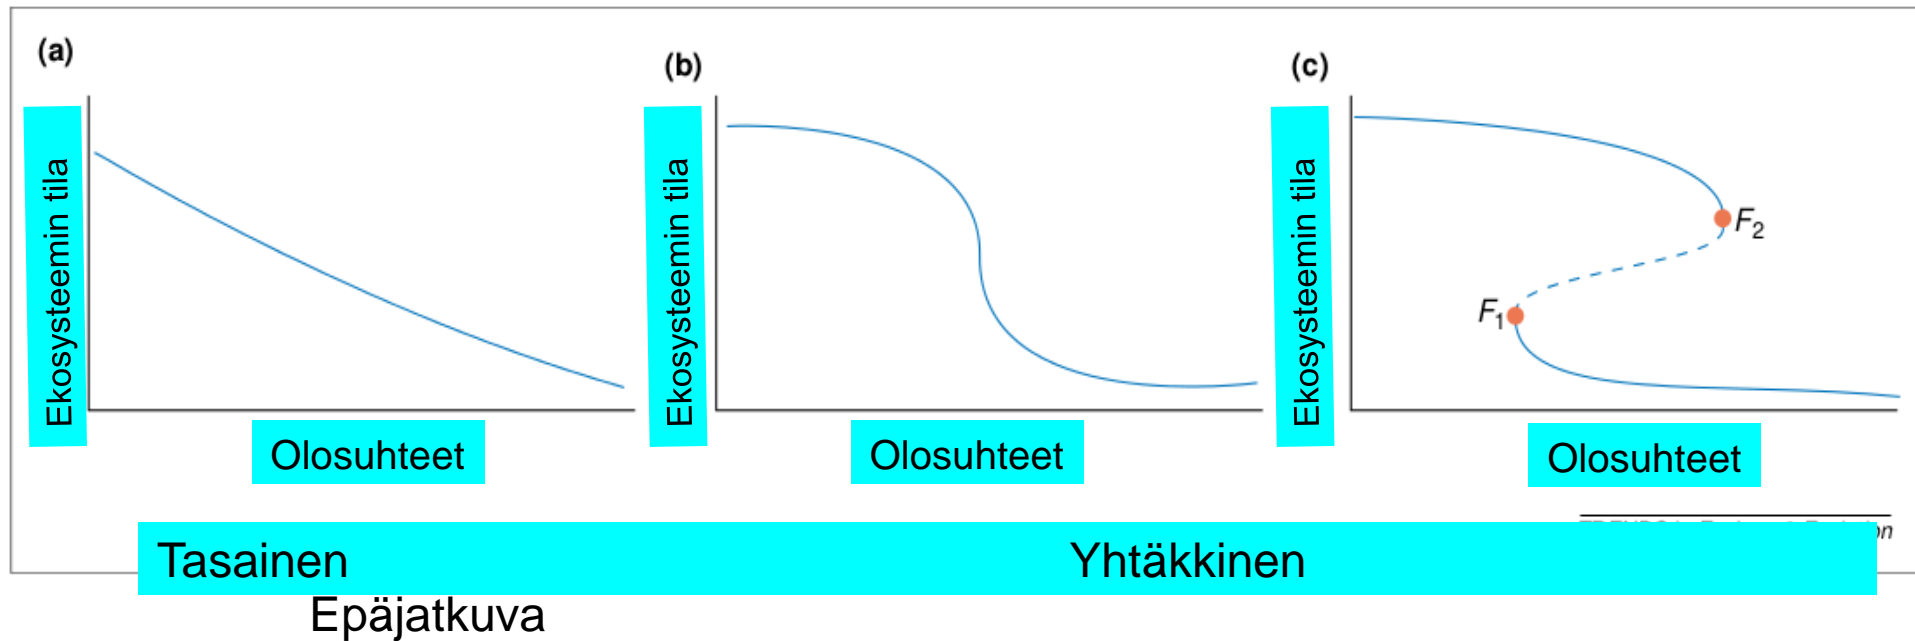 (a)
(b)
(c)
Ekosysteemin tila
Ekosysteemin tila
Ekosysteemin tila
F2
F1
Olosuhteet
Olosuhteet
Olosuhteet
Tasainen Yhtäkkinen
Epäjatkuva